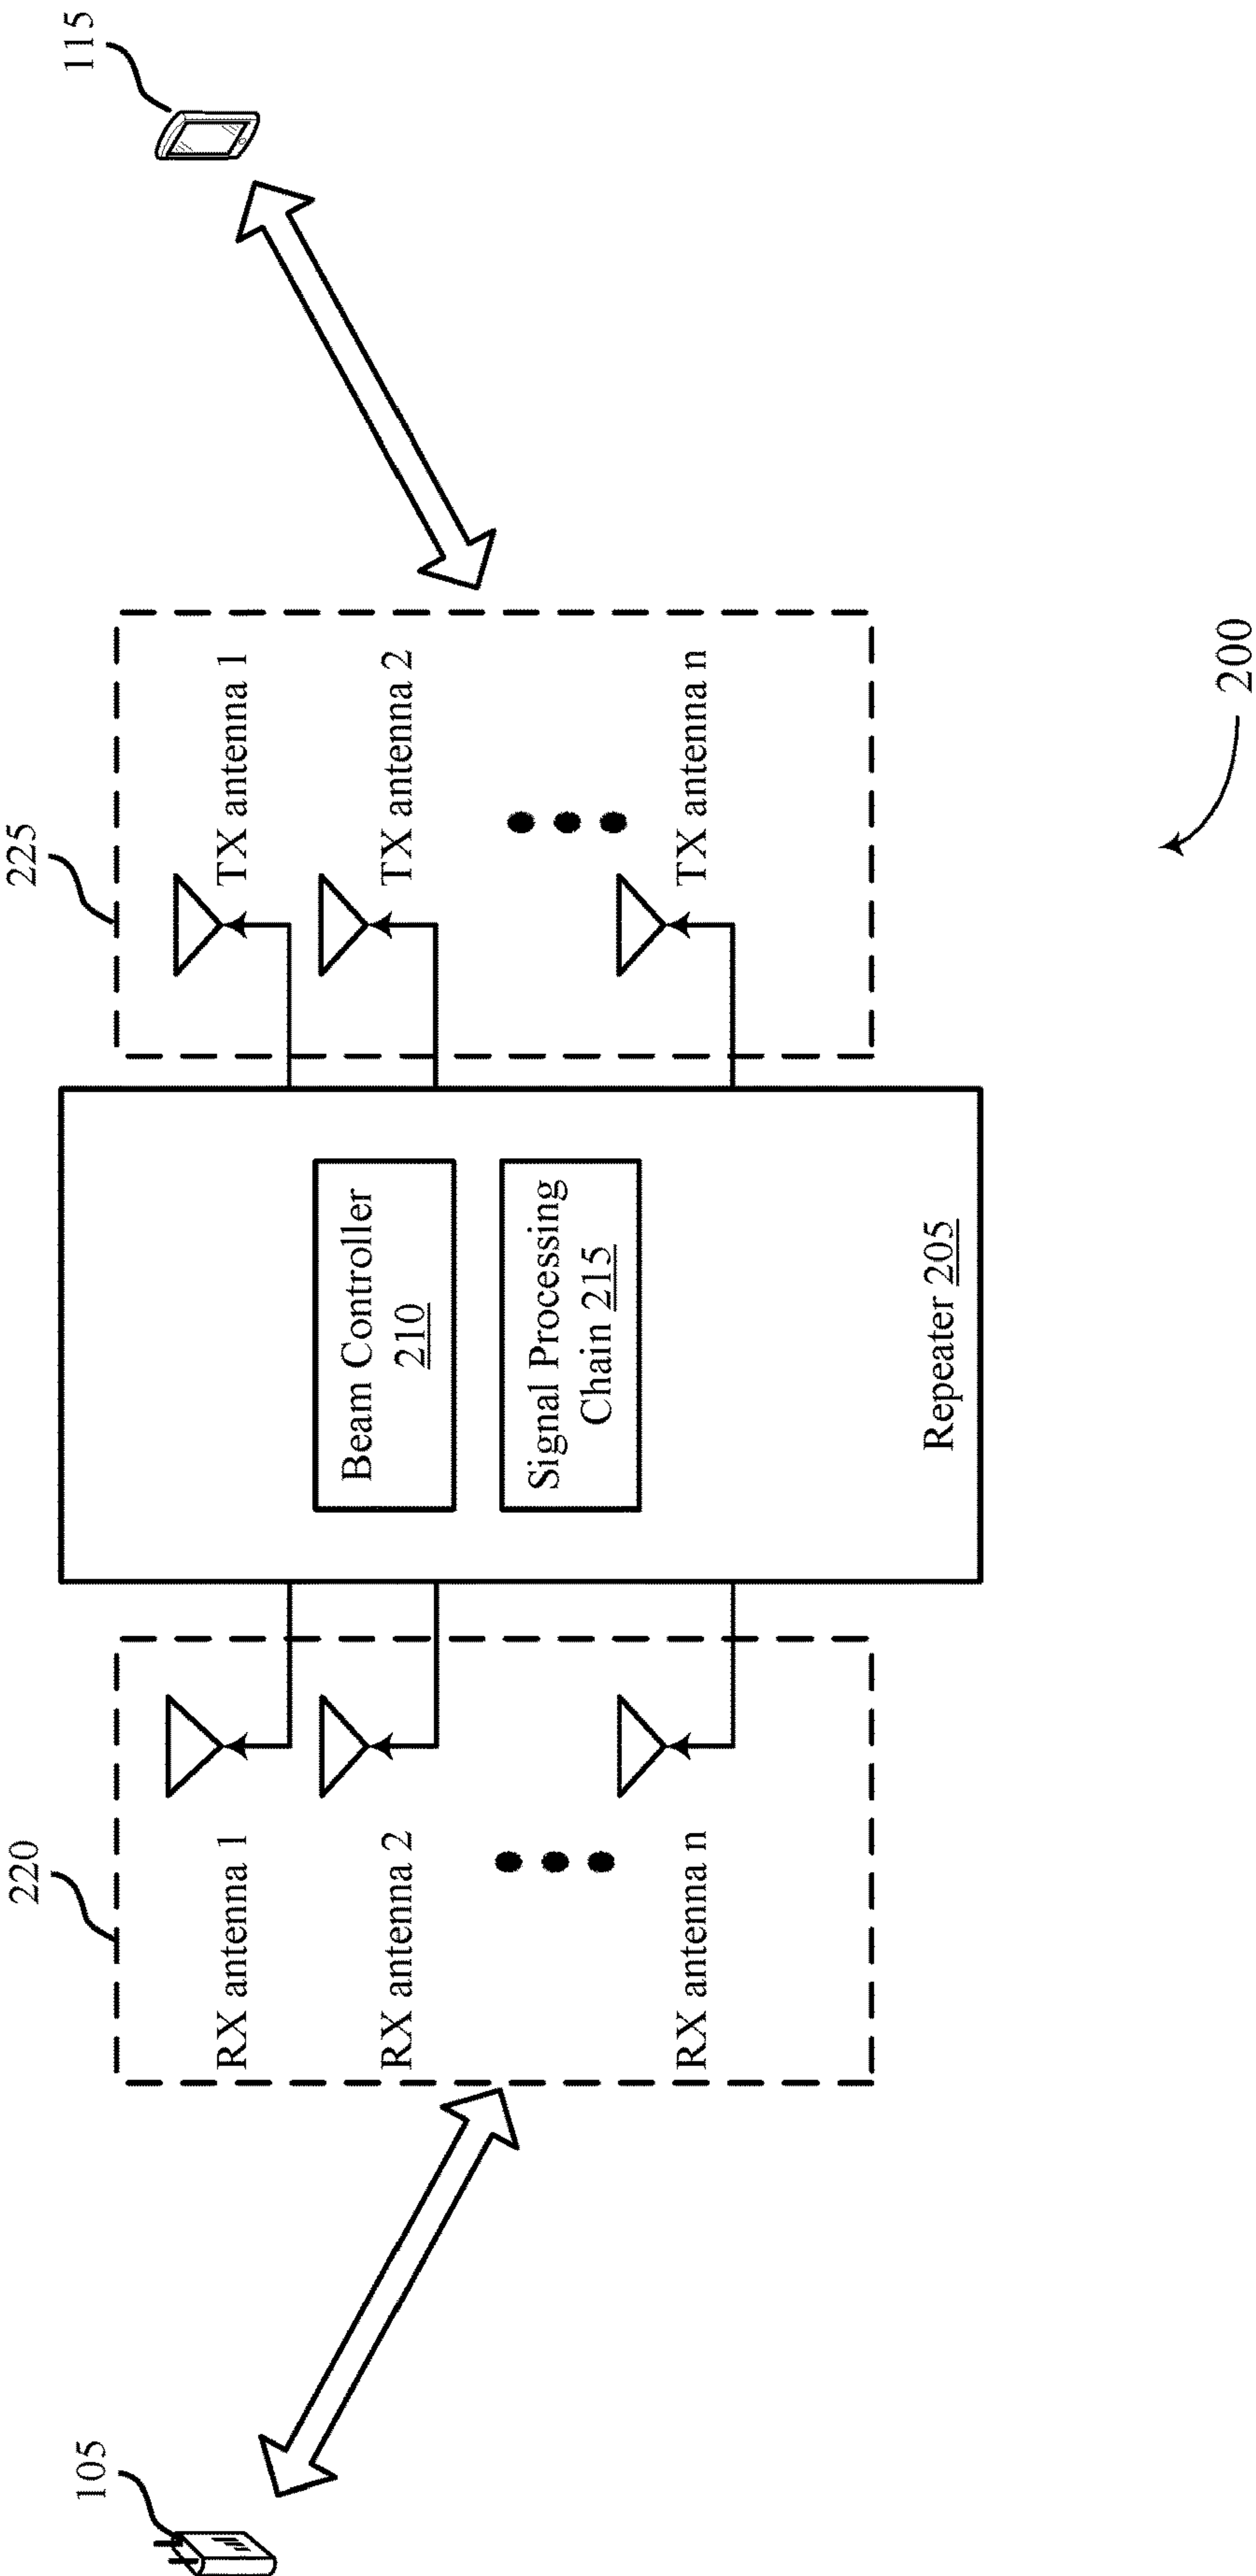 220
225
105
115
RX antenna 1
TX antenna 1
RX antenna 2
TX antenna 2
RX antenna n
TX antenna n
Beam Controller
210
Signal Processing
Chain 215
Repeater 205
200